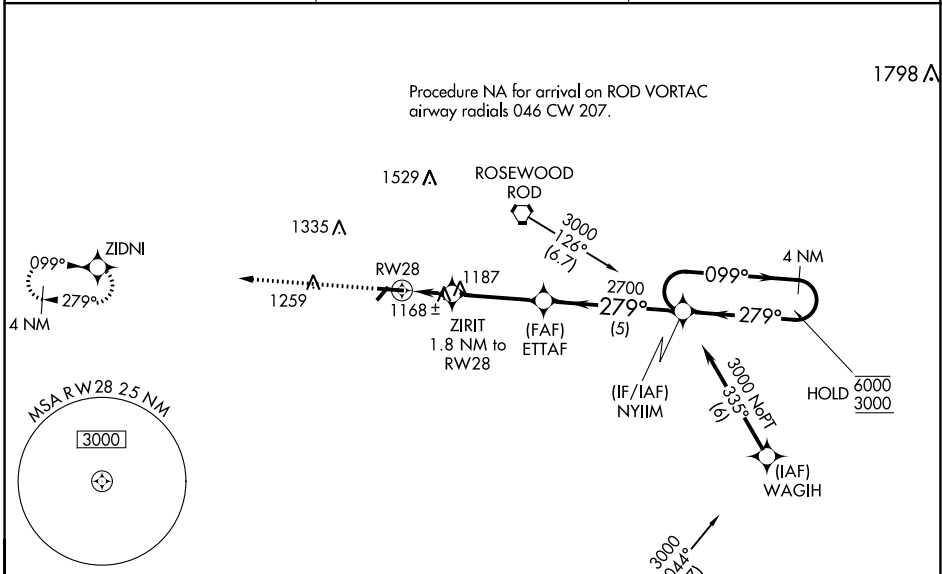 1798
Procedure NA for arrival on ROD VORTAC
airway radials 046 CW 207.
1529
ROSEWOOD
ROD
3000
126°
(6.7)
1335
ZIDNI
099°
279°
4 NM
1259
RW28
1168 ±
1187
ZIRIT
1.8 NM to
RW28
(FAF)
ETTAF
2700
279°
(5)
099°
4 NM
279°
HOLD 6000
3000
(IF/IAF)
NYIIM
3000 NoPT
335°
(6)
(IAF)
WAGIH
MSA RW28 25 NM
3000
3000
044°